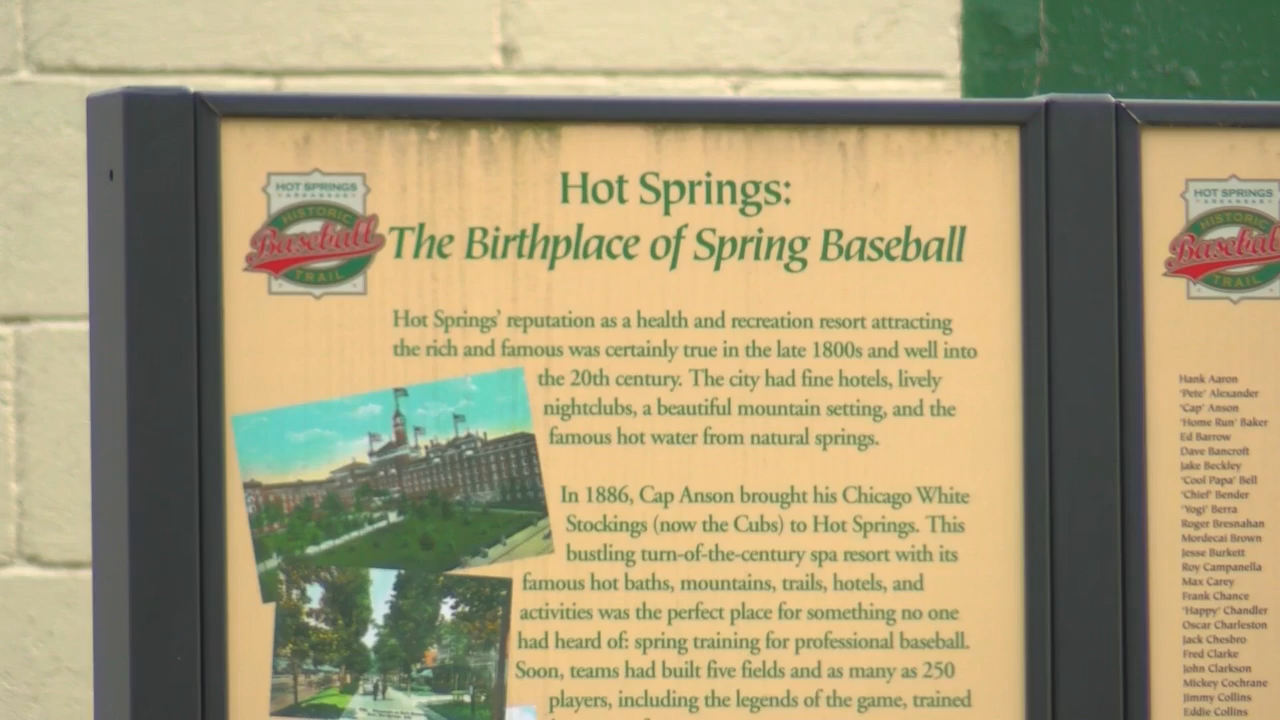 HOT SPRINGS
ARKANSAS
HISTORIC
Baseball
TRAIL
Hot Springs:
The Birthplace of Spring Baseball
Hot Springs’ reputation as a health and recreation resort attracting
the rich and famous was certainly true in the late 1800s and well into
the 20th century. The city had fine hotels, lively
nightclubs, a beautiful mountain setting, and the
famous hot water from natural springs.
In 1886, Cap Anson brought his Chicago White
Stockings (now the Cubs) to Hot Springs. This
bustling turn-of-the-century spa resort with its
famous hot baths, mountains, trails, hotels, and
activities was the perfect place for something no one
had heard of: spring training for professional baseball.
Soon, teams had built five fields and as many as 250
players, including the legends of the game, trained
HOT SPRINGS
ARKANSAS
HISTORIC
Baseball
TRAIL
Hank Aaron
‘Pete’ Alexander
‘Cap’ Anson
‘Home Run’ Baker
Ed Barrow
Dave Bancroft
Jake Beckley
‘Cool Papa’ Bell
‘Chief’ Bender
‘Yogi’ Berra
Roger Bresnahan
Mordecai Brown
Jesse Burkett
Roy Campanella
Max Carey
Frank Chance
‘Happy’ Chandler
Oscar Charleston
Jack Chesbro
Fred Clarke
John Clarkson
Mickey Cochrane
Jimmy Collins
Eddie Collins